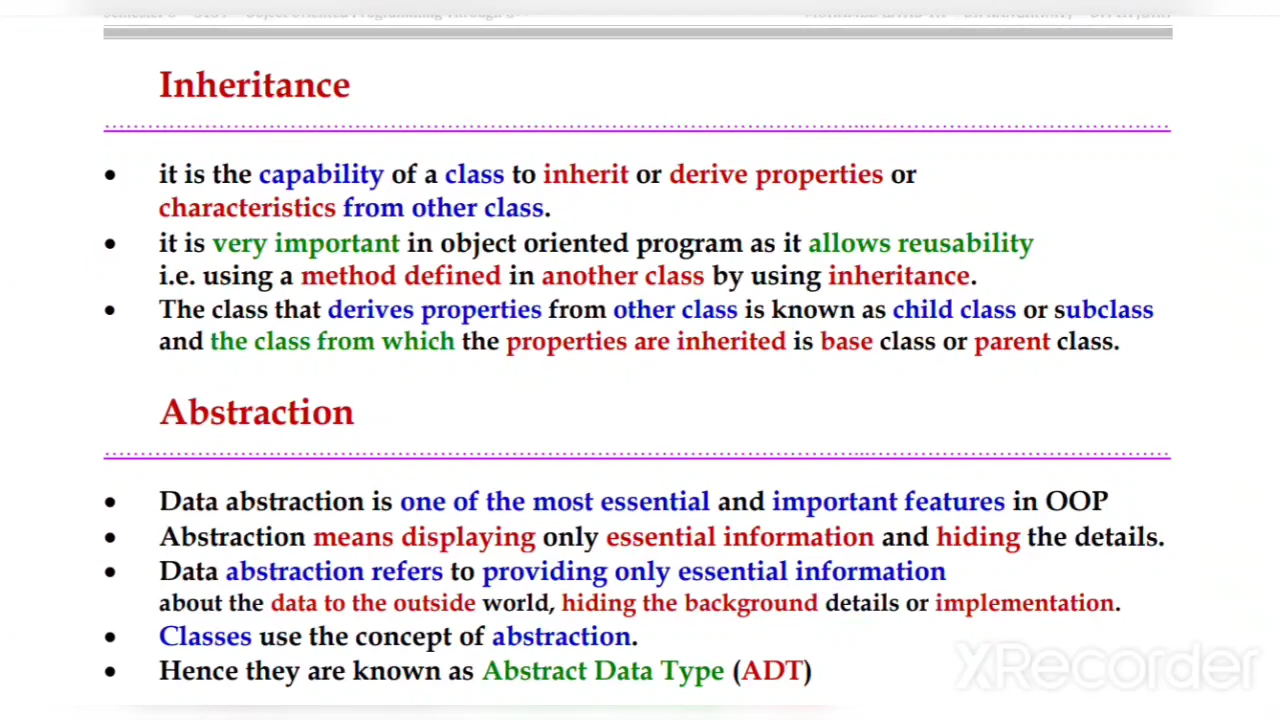 Inheritance
• it is the capability of a class to inherit or derive properties or
characteristics from other class.
• it is very important in object oriented program as it allows reusability
i.e. using a method defined in another class by using inheritance.
• The class that derives properties from other class is known as child class or subclass
and the class from which the properties are inherited is base class or parent class.
Abstraction
• Data abstraction is one of the most essential and important features in OOP
• Abstraction means displaying only essential information and hiding the details.
• Data abstraction refers to providing only essential information
about the data to the outside world, hiding the background details or implementation.
• Classes use the concept of abstraction.
• Hence they are known as Abstract Data Type (ADT)
XRecorder